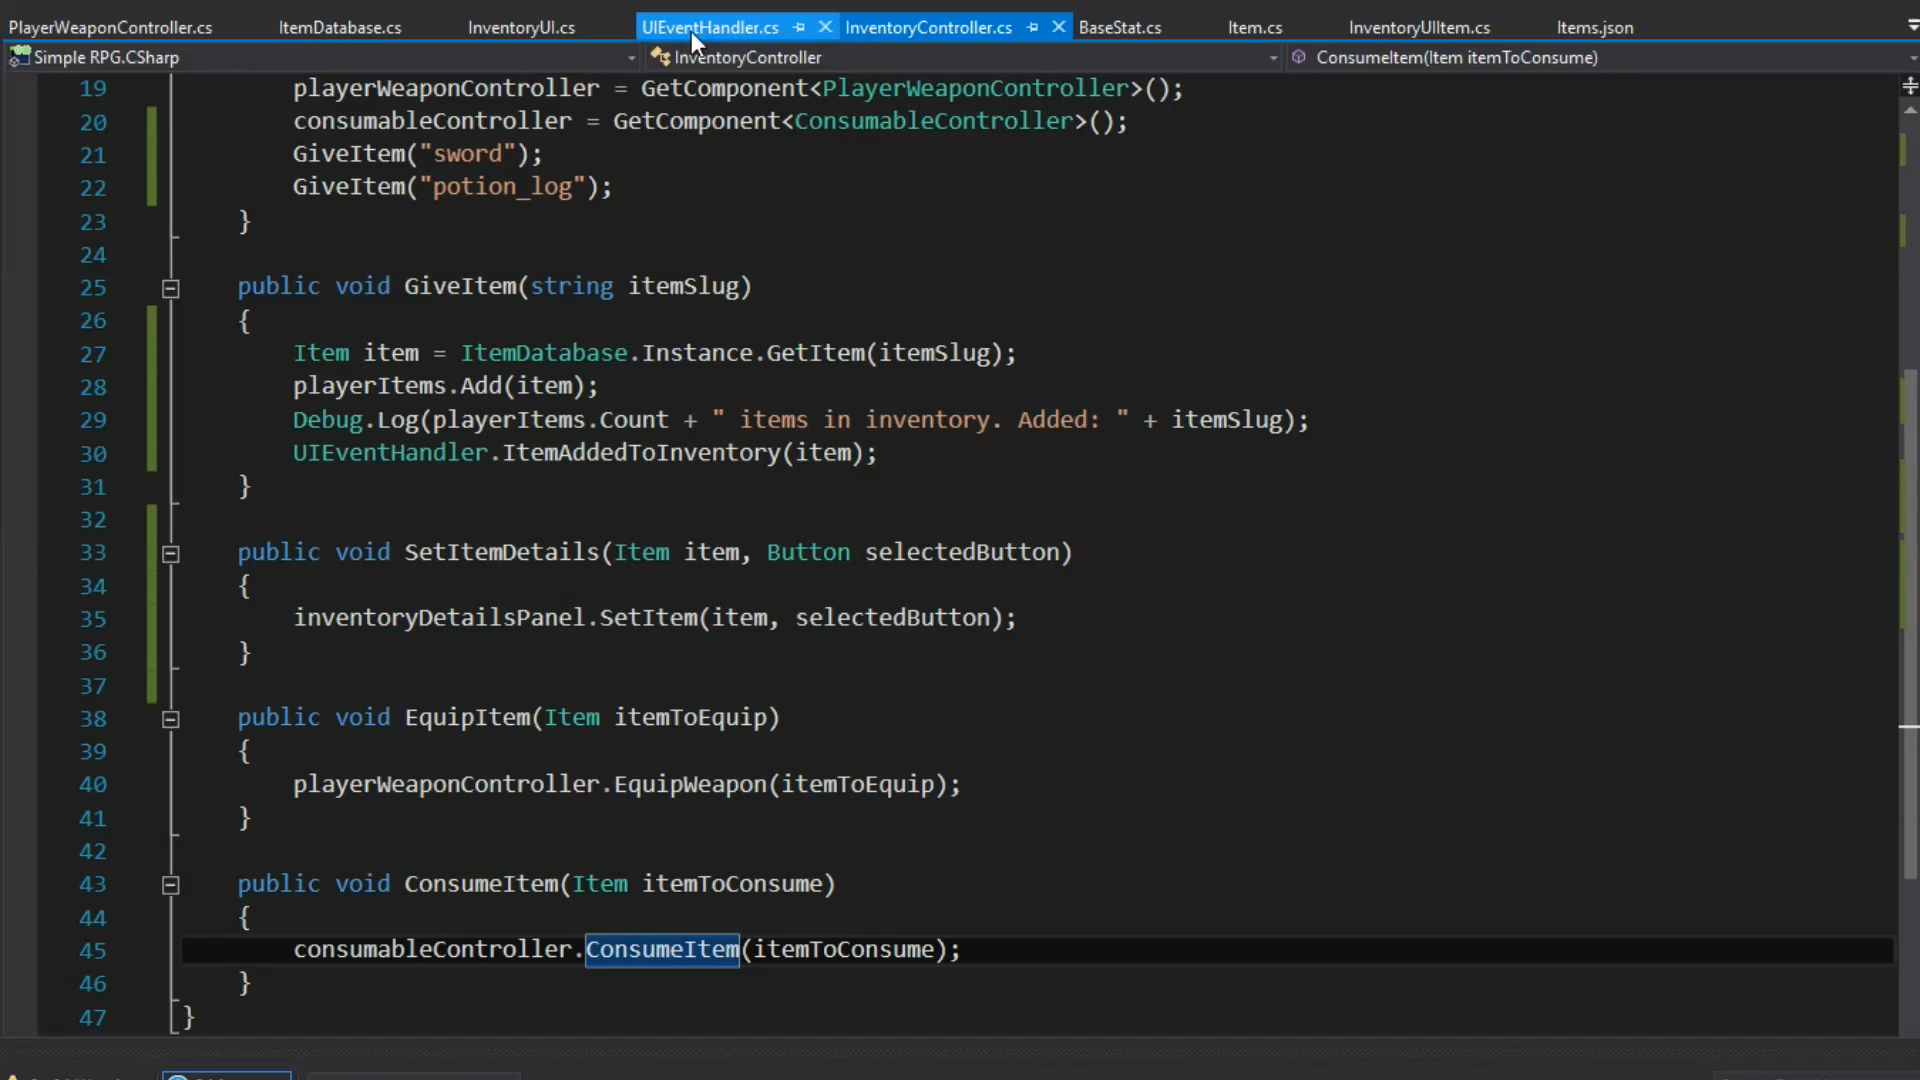 PlayerWeaponController.cs ItemDatabase.cs InventoryUI.cs UIEventHandler.cs InventoryController.cs BaseStat.cs Item.cs InventoryUIItem.cs Items.json
Simple RPG.CSharp InventoryController ConsumeItem(Item itemToConsume)
19 playerWeaponController = GetComponent<PlayerWeaponController>();
20 consumableController = GetComponent<ConsumableController>();
21 GiveItem("sword");
22 GiveItem("potion_log");
23 }
24
25 public void GiveItem(string itemSlug)
26 {
27 Item item = ItemDatabase.Instance.GetItem(itemSlug);
28 playerItems.Add(item);
29 Debug.Log(playerItems.Count + " items in inventory. Added: " + itemSlug);
30 UIEventHandler.ItemAddedToInventory(item);
31 }
32
33 public void SetItemDetails(Item item, Button selectedButton)
34 {
35 inventoryDetailsPanel.SetItem(item, selectedButton);
36 }
37
38 public void EquipItem(Item itemToEquip)
39 {
40 playerWeaponController.EquipWeapon(itemToEquip);
41 }
42
43 public void ConsumeItem(Item itemToConsume)
44 {
45 consumableController.ConsumeItem(itemToConsume);
46 }
47 }